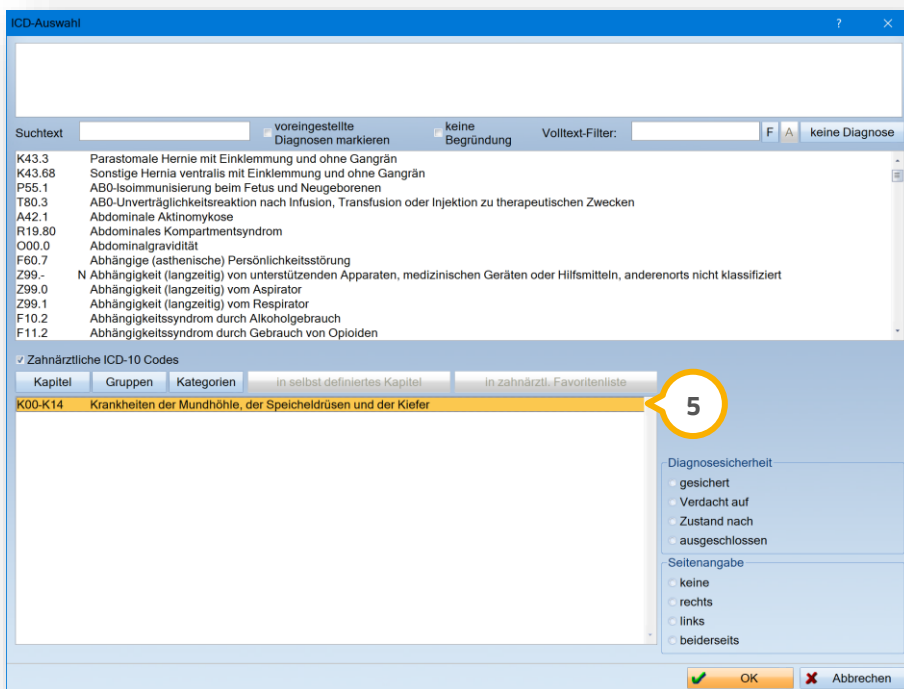 ICD-Auswahl ? ×
Suchtext voreingestellte Diagnosen markieren keine Begründung Volltext-Filter: F A keine Diagnose
K43.3 Parastomale Hernie mit Einklemmung und ohne Gangrän
K43.68 Sonstige Hernia ventralis mit Einklemmung und ohne Gangrän
P55.1 AB0-Isoimmunisierung beim Fetus und Neugeborenen
T80.3 AB0-Unverträglichkeitsreaktion nach Infusion, Transfusion oder Injektion zu therapeutischen Zwecken
A42.1 Abdominale Aktinomykose
R19.80 Abdominales Kompartmentsyndrom
O00.0 Abdominalgravidität
F60.7 Abhängige (asthenische) Persönlichkeitsstörung
Z99.- N Abhängigkeit (langzeitig) von unterstützenden Apparaten, medizinischen Geräten oder Hilfsmitteln, anderenorts nicht klassifiziert
Z99.0 Abhängigkeit (langzeitig) vom Aspirator
Z99.1 Abhängigkeit (langzeitig) vom Respirator
F10.2 Abhängigkeitssyndrom durch Alkoholgebrauch
F11.2 Abhängigkeitssyndrom durch Gebrauch von Opioiden
Zahnärztliche ICD-10 Codes
Kapitel Gruppen Kategorien in selbst definiertes Kapitel in zahnärztl. Favoritenliste
K00-K14 Krankheiten der Mundhöhle, der Speicheldrüsen und der Kiefer
5
Diagnosesicherheit
gesichert
Verdacht auf
Zustand nach
ausgeschlossen
Seitenangabe
keine
rechts
links
beiderseits
OK Abbrechen